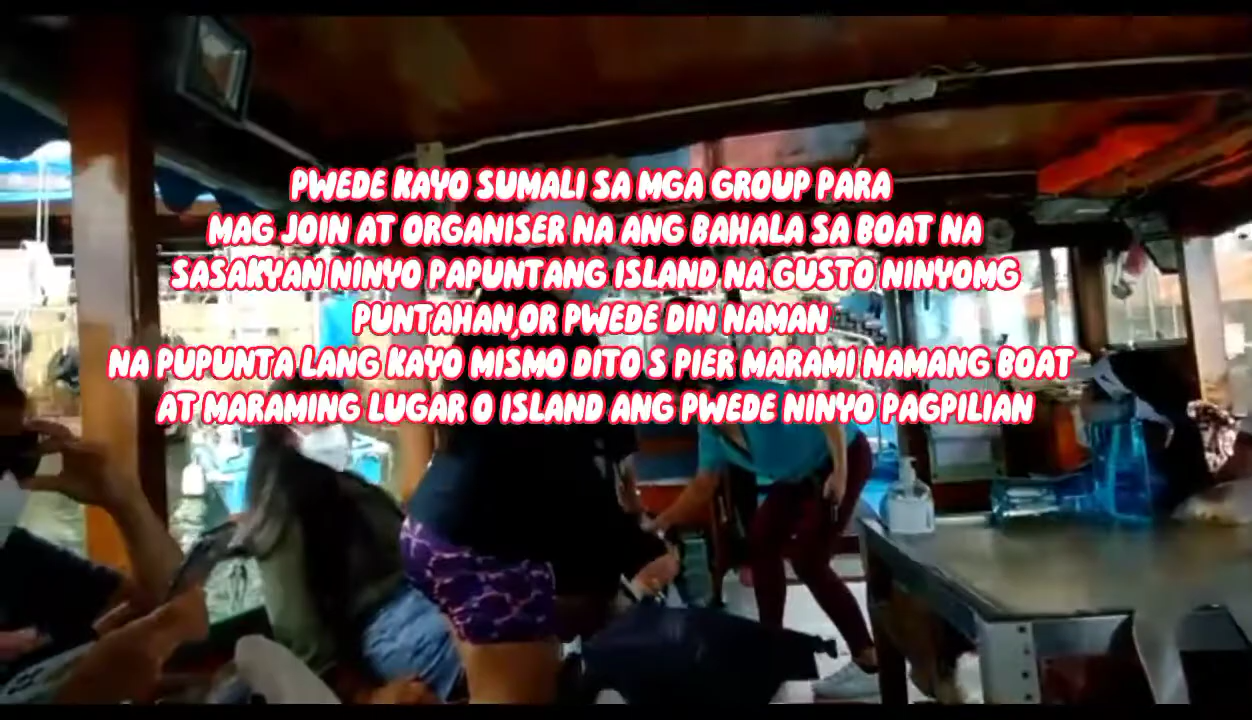 PWEDE KAYO SUMALI SA MGA GROUP PARA
MAG JOIN AT ORGANISER NA ANG BAHALA SA BOAT NA
SASAKYAN NINYO PAPUNTANG ISLAND NA GUSTO NINYOMG
PUNTAHAN,OR PWEDE DIN NAMAN
NA PUPUNTA LANG KAYO MISMO DITO S PIER MARAMI NAMANG BOAT
AT MARAMING LUGAR O ISLAND ANG PWEDE NINYO PAGPILIAN